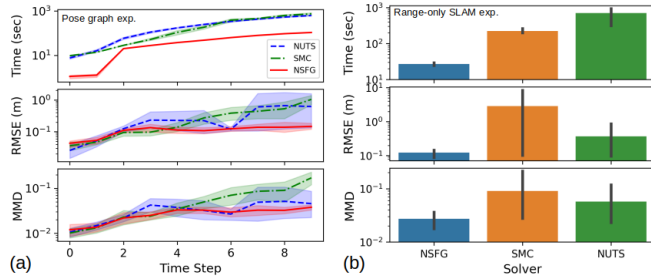 Pose graph exp.
Time (sec)
10³
10¹
NUTS
SMC
NSFG
RMSE (m)
10⁰
10⁻¹
MMD
10⁻¹
10⁻²
0 2 4 6 8
Time Step
(a)
Range-only SLAM exp.
Time (sec)
10³
10²
10¹
RMSE (m)
10¹
10⁻¹
MMD
10⁻¹
10⁻²
NSFG SMC NUTS
Solver
(b)